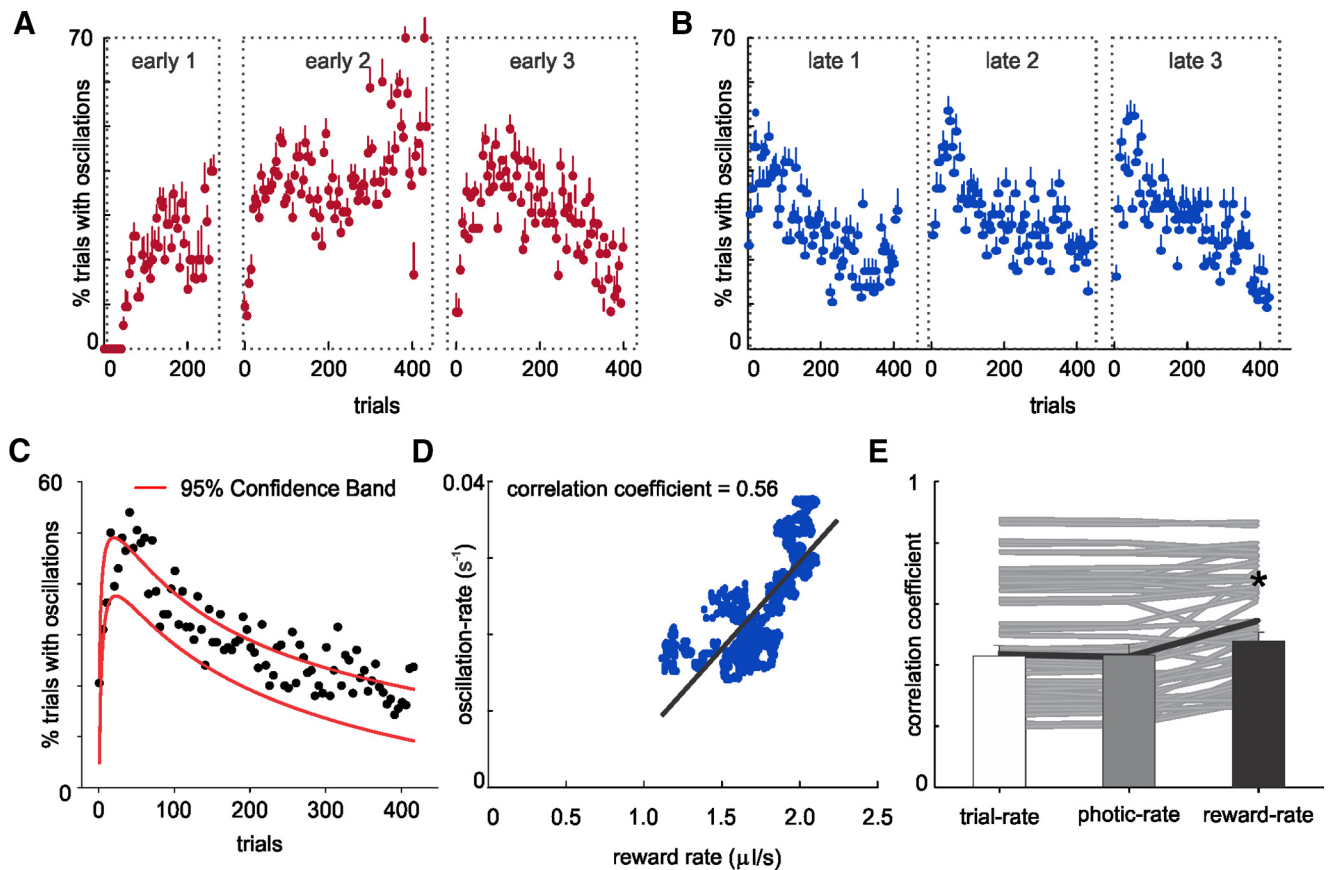 A
70
% trials with oscillations
0
early 1
early 2
early 3
0 200 0 200 400 0 200 400
trials
B
70
% trials with oscillations
0
late 1
late 2
late 3
0 200 400 0 200 400 0 200 400
trials
C
60
% trials with oscillations
0
95% Confidence Band
0 100 200 300 400
trials
D
0.04
oscillation-rate (s⁻¹)
0
correlation coefficient = 0.56
0 0.5 1.0 1.5 2.0 2.5
reward rate (μl/s)
E
1
correlation coefficient
0
*
trial-rate photic-rate reward-rate